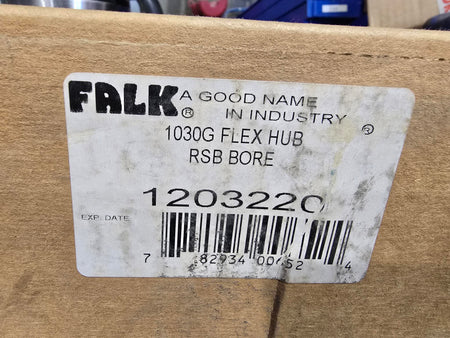 FALK® A GOOD NAME
IN INDUSTRY®
1030G FLEX HUB
RSB BORE
1203220
EXP. DATE
7 82934 00652 4